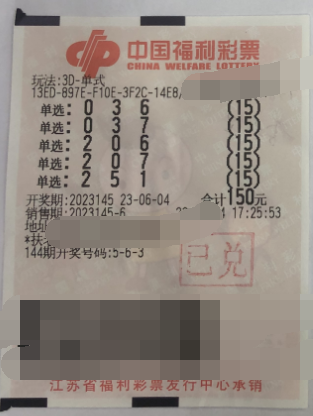 中国福利彩票
CHINA WELFARE LOTTERY
玩法:3D-单式
13ED-897E-F10E-3F2C-14E8/
单选: 0 3 6 (15)
单选: 0 3 7 (15)
单选: 2 0 6 (15)
单选: 2 0 7 (15)
单选: 2 5 1 (15)
开奖期:2023145 23-06-04 合计150元
销售期:2023145-6 17:25:53
地址
*扶
144期开奖号码:5-6-3
已兑
江苏省福利彩票发行中心承销